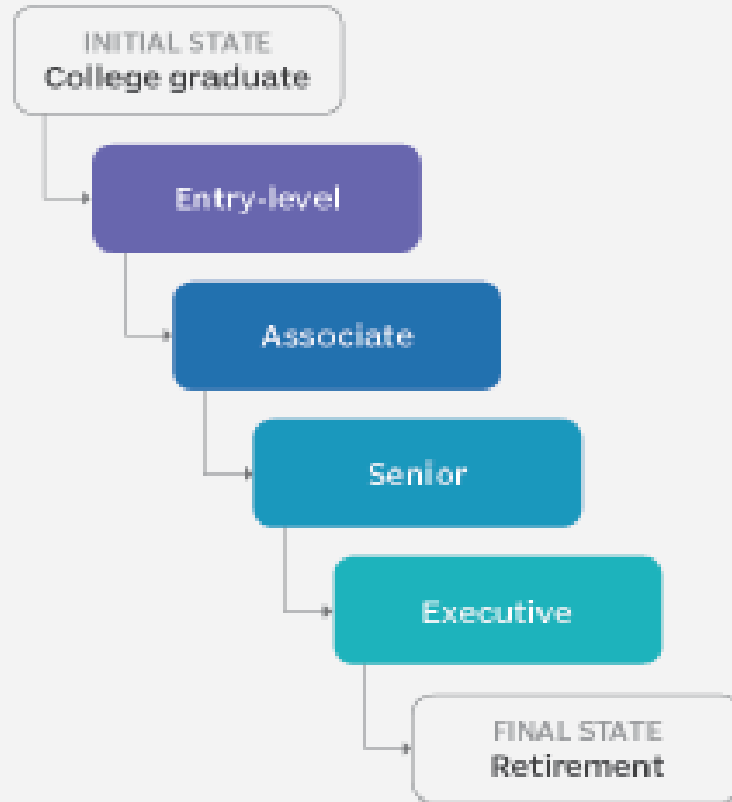 INITIAL STATE
College graduate
Entry-level
Associate
Senior
Executive
FINAL STATE
Retirement